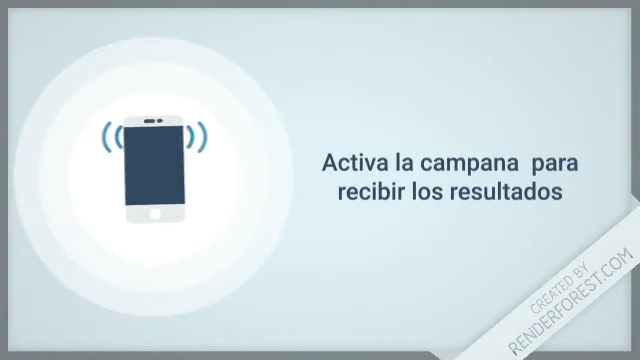 Activa la campana  para
recibir los resultados
CREATED BY
RENDERFOREST.COM